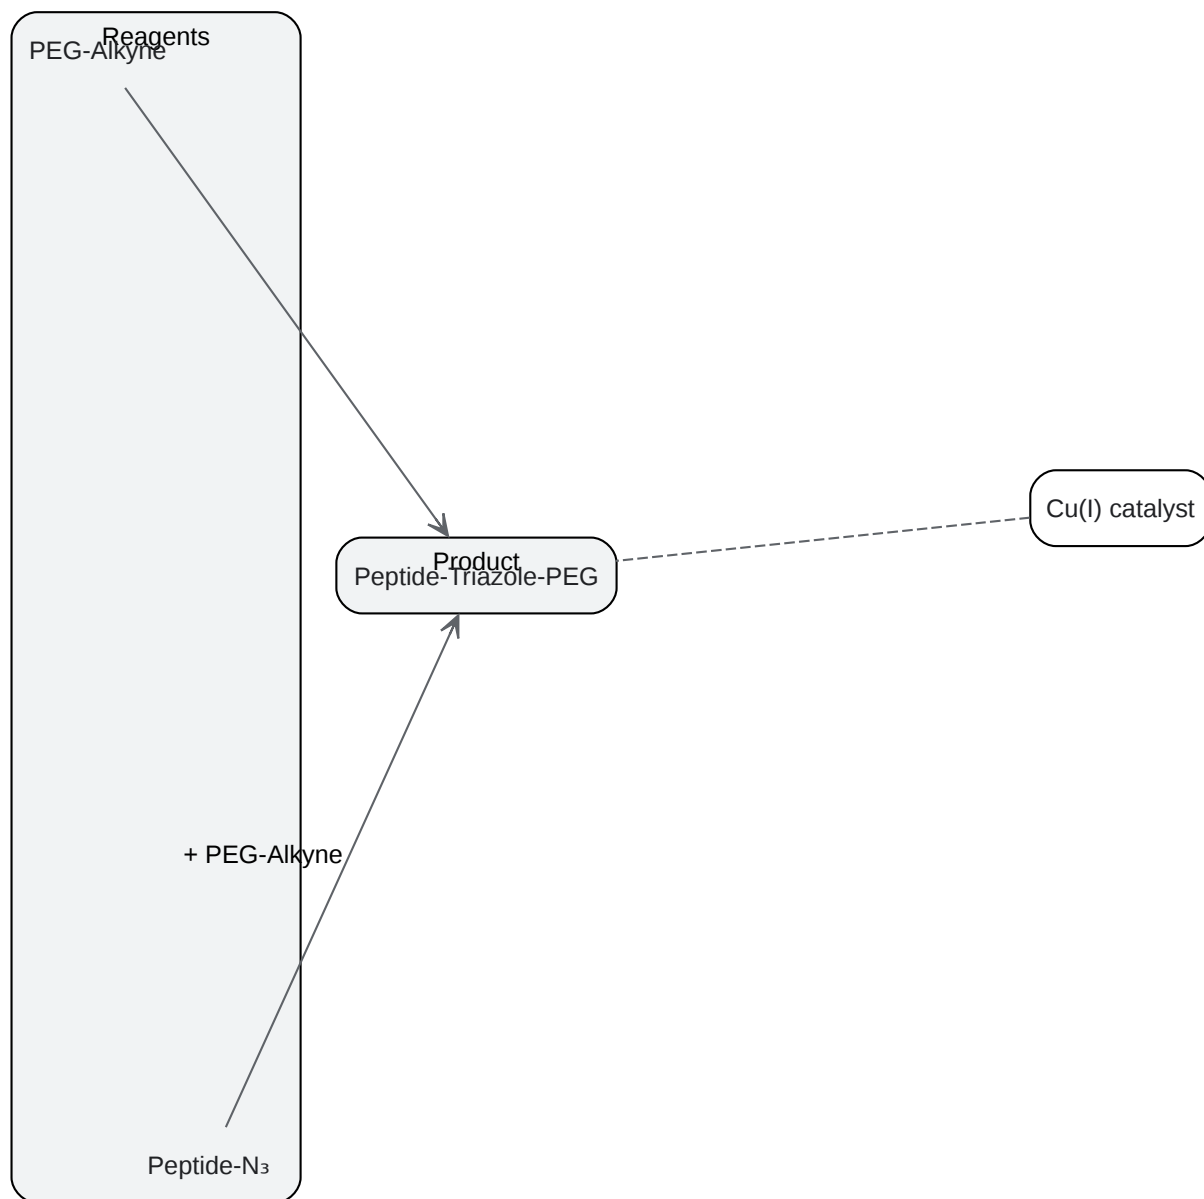 Reagents
PEG-Alkyne
Cu(I) catalyst
Product
Peptide-Triazole-PEG
+ PEG-Alkyne
Peptide-N₃